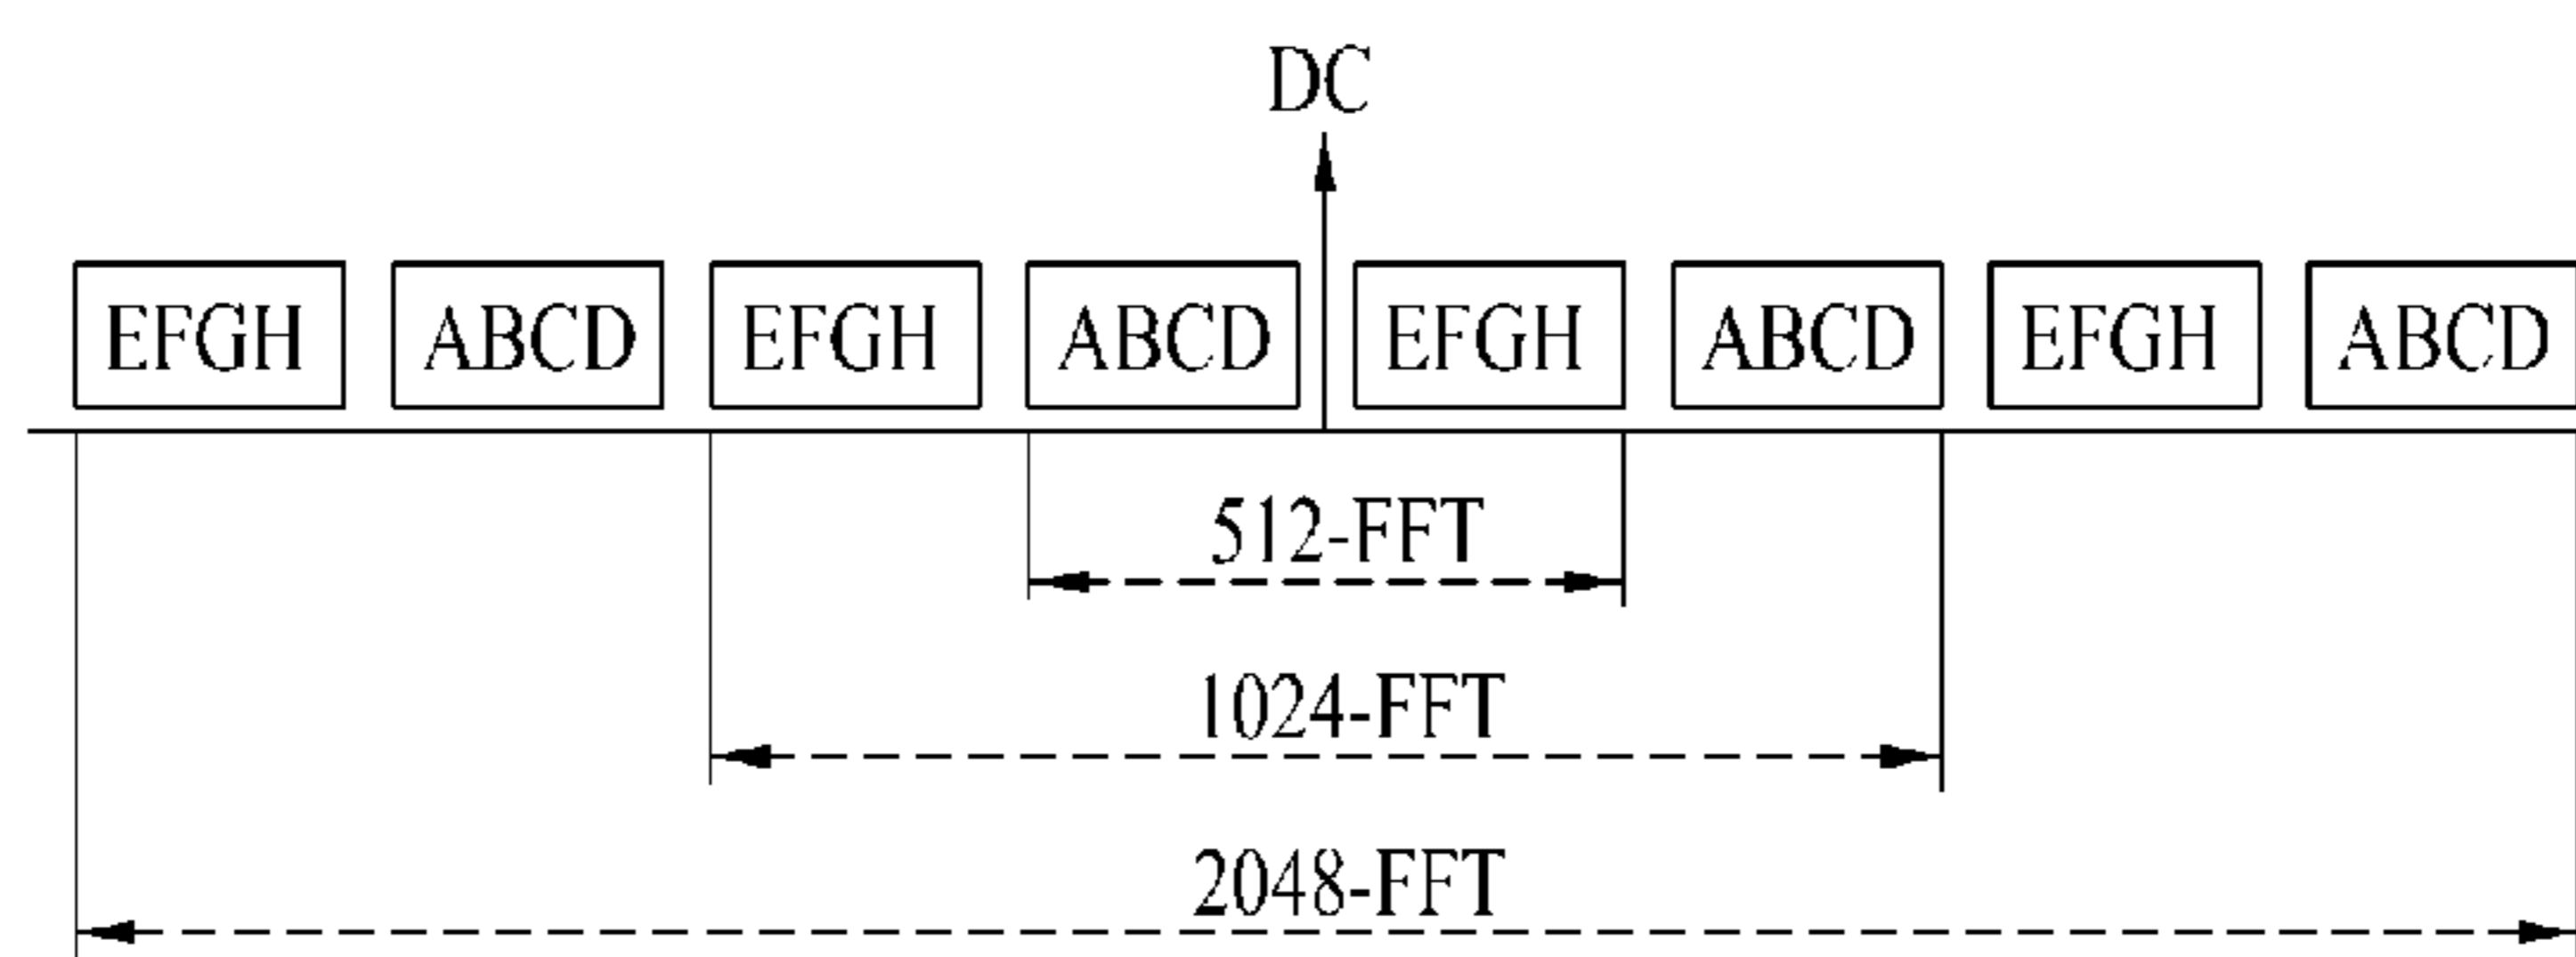 DC
EFGH ABCD EFGH ABCD EFGH ABCD EFGH ABCD
512-FFT
1024-FFT
2048-FFT